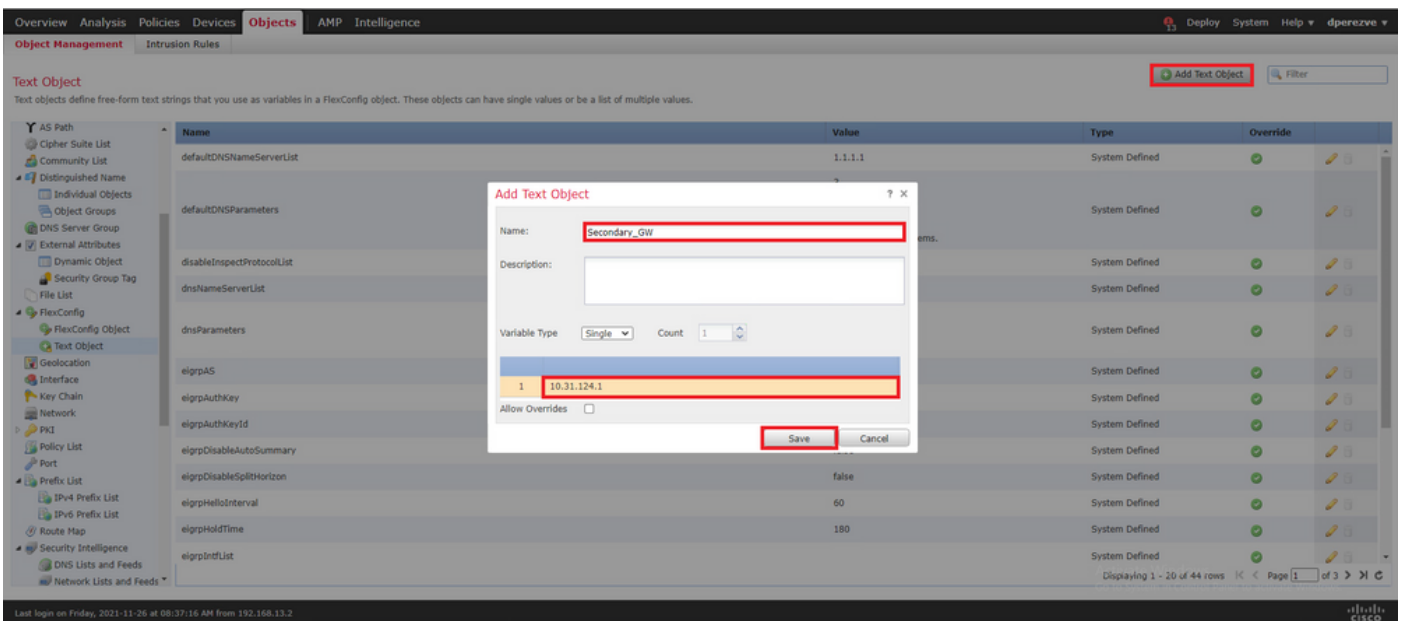 Overview Analysis Policies Devices Objects AMP Intelligence
13 Deploy System Help dperezve
Object Management Intrusion Rules
Text Object
Add Text Object
Filter
Text objects define free-form text strings that you use as variables in a FlexConfig object. These objects can have single values or be a list of multiple values.
AS Path
Cipher Suite List
Community List
Distinguished Name
Individual Objects
Object Groups
DNS Server Group
External Attributes
Dynamic Object
Security Group Tag
File List
FlexConfig
FlexConfig Object
Text Object
Geolocation
Interface
Key Chain
Network
PKI
Policy List
Port
Prefix List
IPv4 Prefix List
IPv6 Prefix List
Route Map
Security Intelligence
DNS Lists and Feeds
Network Lists and Feeds
Name Value Type Override
defaultDNSNameServerList 1.1.1.1 System Defined
defaultDNSParameters System Defined
ems.
disableInspectProtocolList System Defined
dnsNameServerList System Defined
dnsParameters System Defined
eigrpAS System Defined
eigrpAuthKey System Defined
eigrpAuthKeyId System Defined
eigrpDisableAutoSummary System Defined
eigrpDisableSplitHorizon false System Defined
eigrpHelloInterval 60 System Defined
eigrpHoldTime 180 System Defined
eigrpIntfList System Defined
Displaying 1 - 20 of 44 rows Page 1 of 3
Add Text Object ?
Name: Secondary_GW
Description:
Variable Type Single Count 1
1 10.31.124.1
Allow Overrides
Save Cancel
Last login on Friday, 2021-11-26 at 08:37:16 AM from 192.168.13.2
CISCO